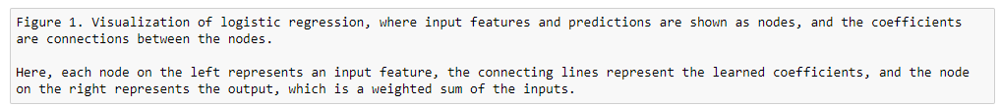 Figure 1. Visualization of logistic regression, where input features and predictions are shown as nodes, and the coefficients
are connections between the nodes.
Here, each node on the left represents an input feature, the connecting lines represent the learned coefficients, and the node
on the right represents the output, which is a weighted sum of the inputs.